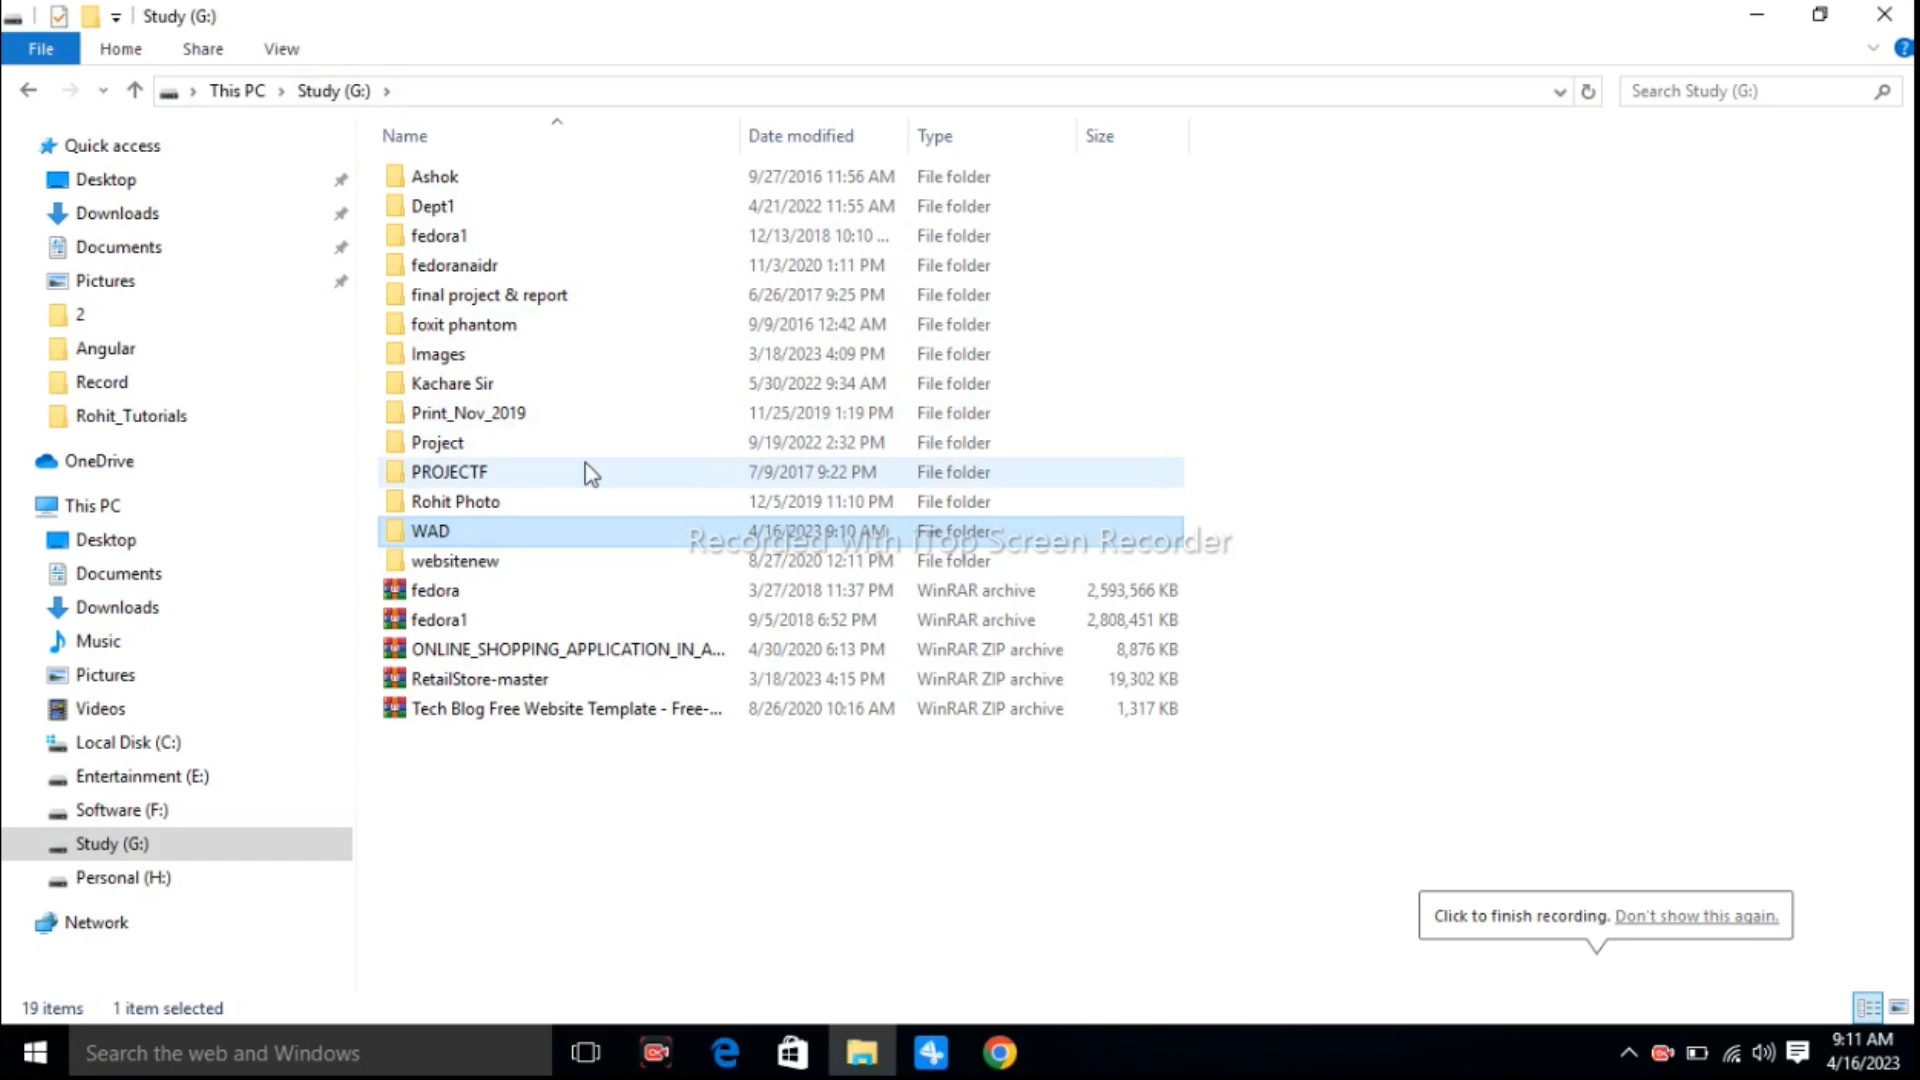 Study (G:)
File Home Share View
This PC Study (G:)
Search Study (G:)
Name Date modified Type Size
Quick access
Desktop
Downloads
Documents
Pictures
2
Angular
Record
Rohit_Tutorials
OneDrive
This PC
Desktop
Documents
Downloads
Music
Pictures
Videos
Local Disk (C:)
Entertainment (E:)
Software (F:)
Study (G:)
Personal (H:)
Network
Ashok 9/27/2016 11:56 AM File folder
Dept1 4/21/2022 11:55 AM File folder
fedora1 12/13/2018 10:10 ... File folder
fedoranaidr 11/3/2020 1:11 PM File folder
final project & report 6/26/2017 9:25 PM File folder
foxit phantom 9/9/2016 12:42 AM File folder
Images 3/18/2023 4:09 PM File folder
Kachare Sir 5/30/2022 9:34 AM File folder
Print_Nov_2019 11/25/2019 1:19 PM File folder
Project 9/19/2022 2:32 PM File folder
PROJECTF 7/9/2017 9:22 PM File folder
Rohit Photo 12/5/2019 11:10 PM File folder
WAD 4/16/2023 9:10 AM File folder
Recorded with iTop Screen Recorder
websitenew 8/27/2020 12:11 PM File folder
fedora 3/27/2018 11:37 PM WinRAR archive 2,593,566 KB
fedora1 9/5/2018 6:52 PM WinRAR archive 2,808,451 KB
ONLINE_SHOPPING_APPLICATION_IN_A... 4/30/2020 6:13 PM WinRAR ZIP archive 8,876 KB
RetailStore-master 3/18/2023 4:15 PM WinRAR ZIP archive 19,302 KB
Tech Blog Free Website Template - Free-... 8/26/2020 10:16 AM WinRAR ZIP archive 1,317 KB
Click to finish recording. Don't show this again.
19 items 1 item selected
Search the web and Windows
9:11 AM
4/16/2023